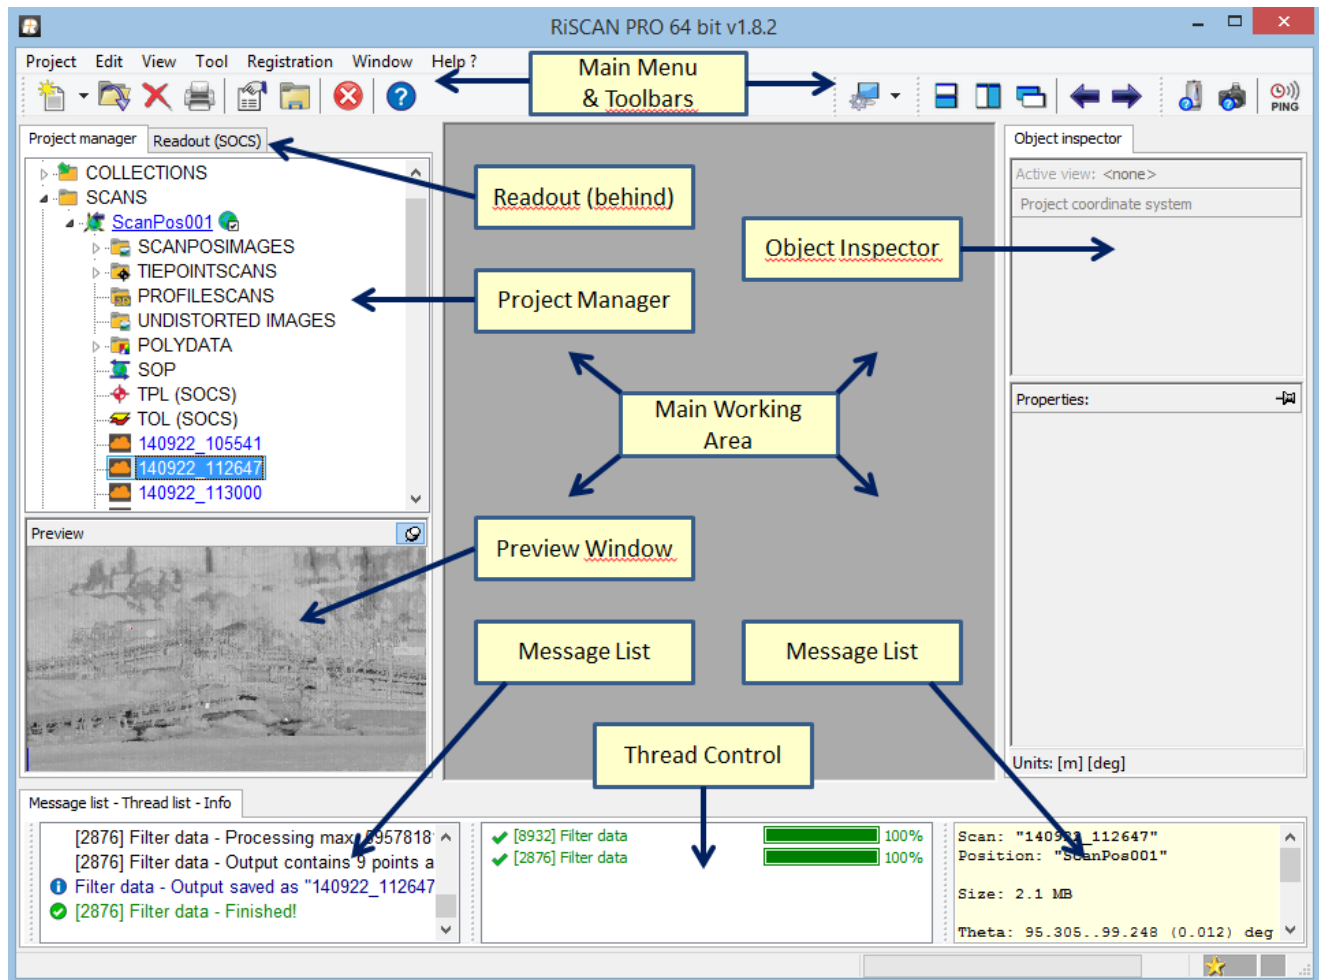 RiSCAN PRO 64 bit v1.8.2
Project Edit View Tool Registration Window Help ?
Main Menu
& Toolbars
PING
Project manager
Readout (SOCS)
Object inspector
COLLECTIONS
SCANS
ScanPos001
SCANPOSIMAGES
TIEPOINTSCANS
PROFILESCANS
UNDISTORTED IMAGES
POLYDATA
SOP
TPL (SOCS)
TOL (SOCS)
140922_105541
140922_112647
140922_113000
Readout (behind)
Project Manager
Object Inspector
Active view: <none>
Project coordinate system
Main Working
Area
Properties:
Preview
Preview Window
Message List
Message List
Thread Control
Units: [m] [deg]
Message list - Thread list - Info
[2876] Filter data - Processing max
[2876] Filter data - Output contains 9 points a
Filter data - Output saved as "140922_112647
[2876] Filter data - Finished!
[8932] Filter data 100%
[2876] Filter data 100%
Scan: "140922_112647"
Position: "ScanPos001"
Size: 2.1 MB
Theta: 95.305..99.248 (0.012) deg